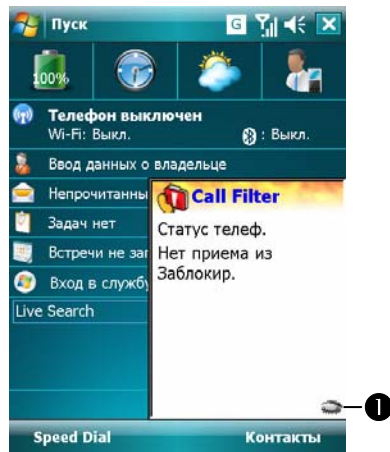 Пуск
G
100%
Телефон выключен
Wi-Fi: Выкл. : Выкл.
Ввод данных о владельце
Непрочитанны
Задач нет
Встречи не за
Вход в служб
Live Search
Call Filter
Статус телеф.
Нет приема из
Заблокир.
1
Speed Dial Контакты